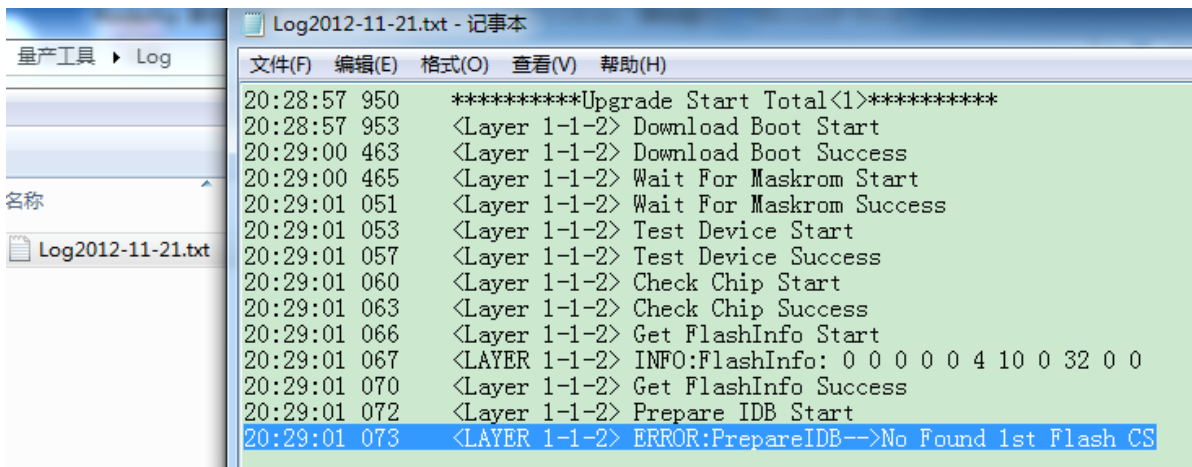 量产工具 ▸ Log
名称
Log2012-11-21.txt
Log2012-11-21.txt - 记事本
文件(F) 编辑(E) 格式(O) 查看(V) 帮助(H)
20:28:57 950 **********Upgrade Start Total<1>**********
20:28:57 953 <Layer 1-1-2> Download Boot Start
20:29:00 463 <Layer 1-1-2> Download Boot Success
20:29:00 465 <Layer 1-1-2> Wait For Maskrom Start
20:29:01 051 <Layer 1-1-2> Wait For Maskrom Success
20:29:01 053 <Layer 1-1-2> Test Device Start
20:29:01 057 <Layer 1-1-2> Test Device Success
20:29:01 060 <Layer 1-1-2> Check Chip Start
20:29:01 063 <Layer 1-1-2> Check Chip Success
20:29:01 066 <Layer 1-1-2> Get FlashInfo Start
20:29:01 067 <LAYER 1-1-2> INFO:FlashInfo: 0 0 0 0 0 4 10 0 32 0 0
20:29:01 070 <Layer 1-1-2> Get FlashInfo Success
20:29:01 072 <Layer 1-1-2> Prepare IDB Start
20:29:01 073 <LAYER 1-1-2> ERROR:PrepareIDB-->No Found 1st Flash CS